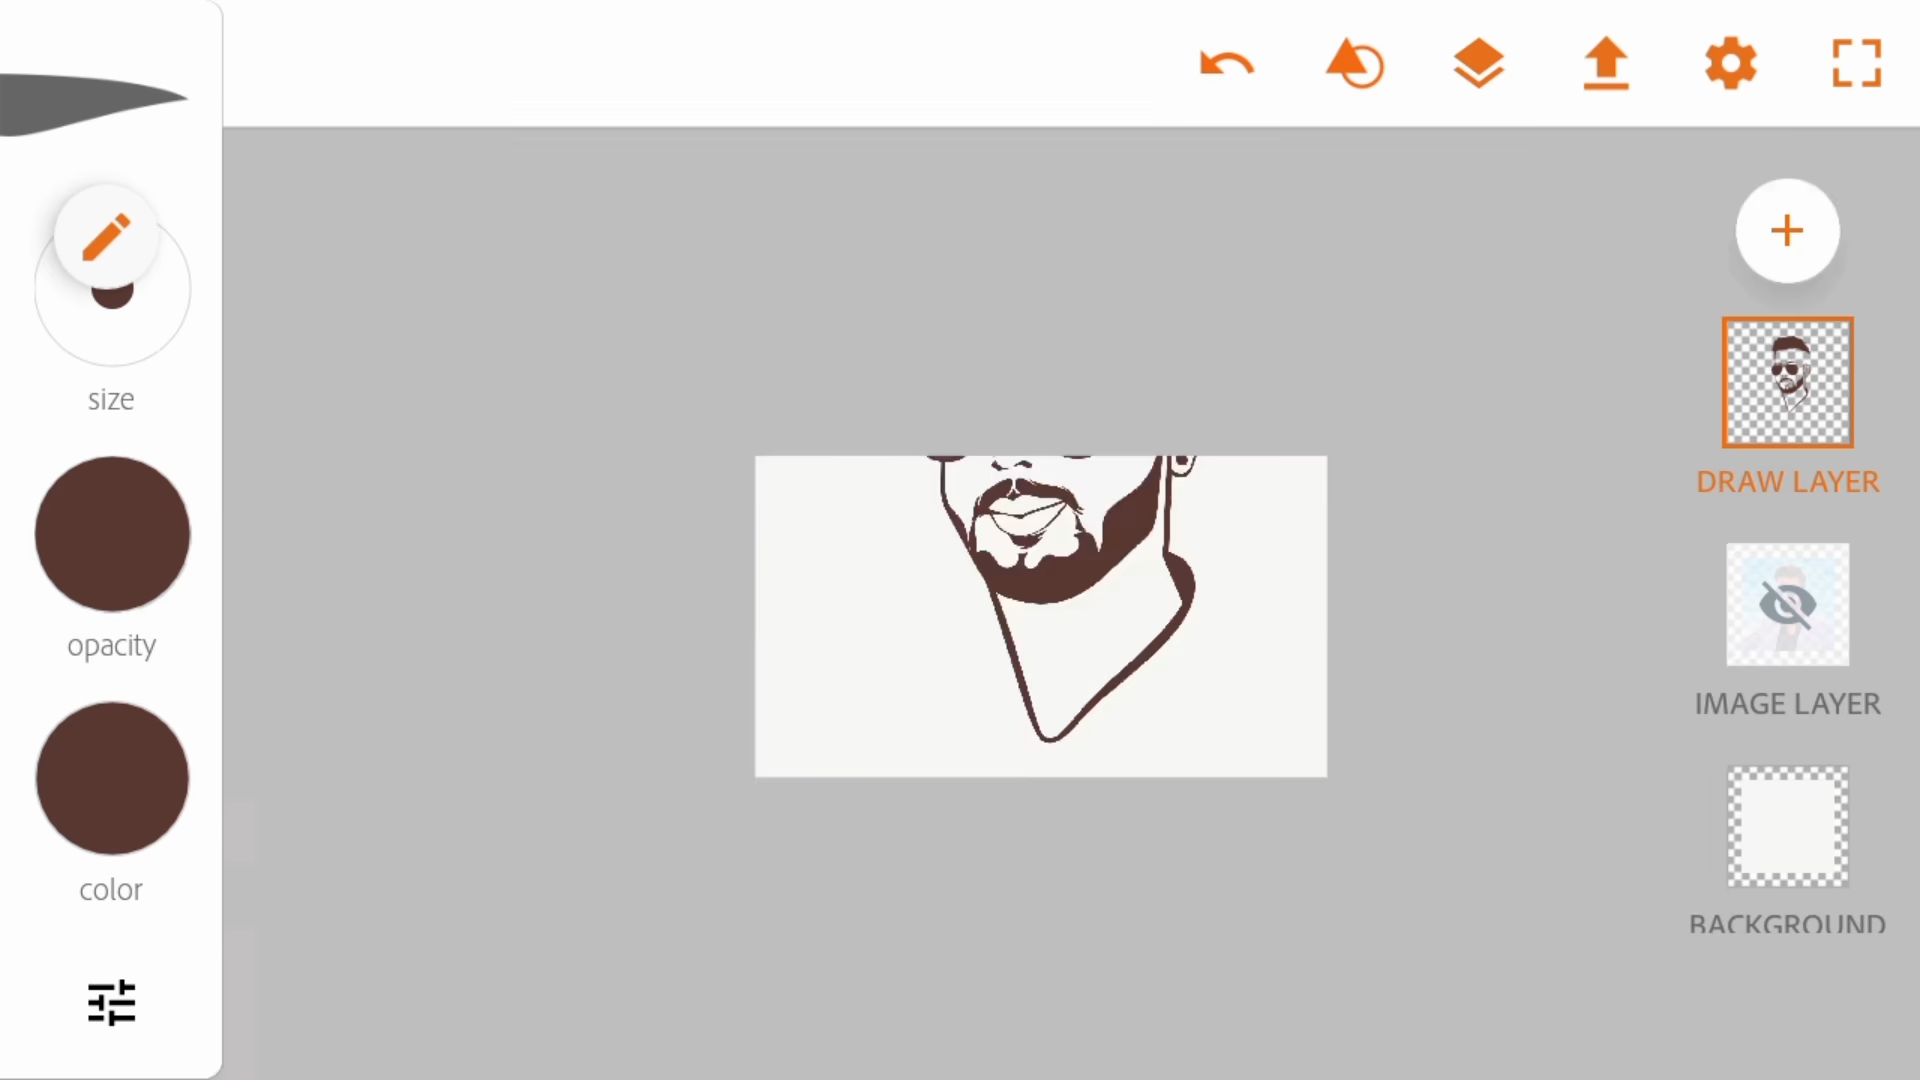 size
opacity
color
DRAW LAYER
IMAGE LAYER
BACKGROUND